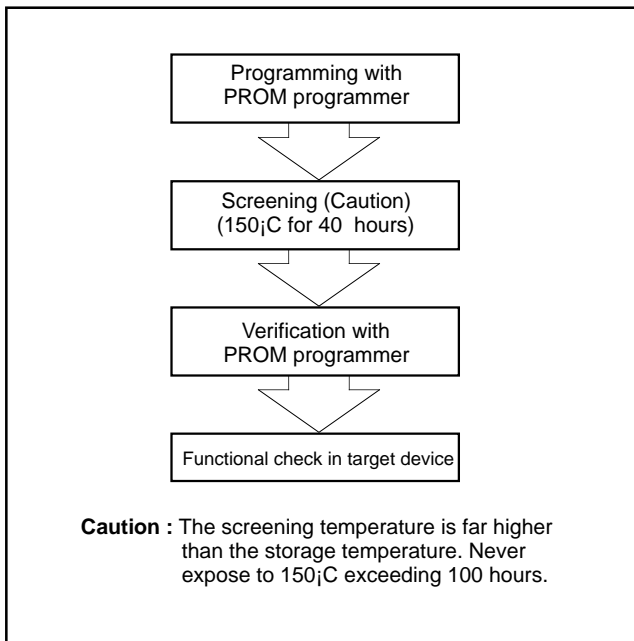 Programming with
PROM programmer
Screening (Caution)
(150¡C for 40 hours)
Verification with
PROM programmer
Functional check in target device
Caution : The screening temperature is far higher
than the storage temperature. Never
expose to 150¡C exceeding 100 hours.